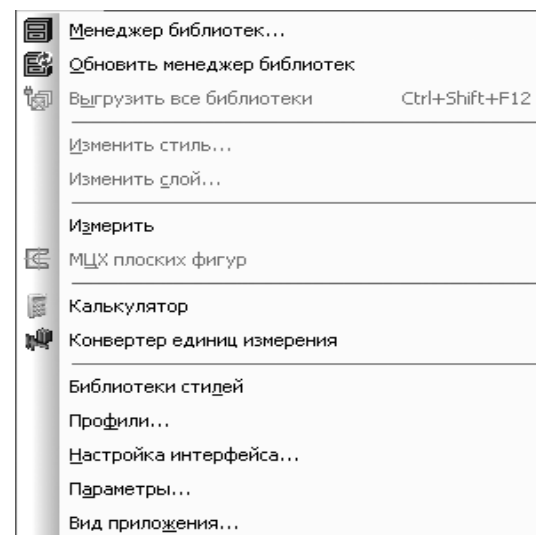 Менеджер библиотек...
Обновить менеджер библиотек
Выгрузить все библиотеки Ctrl+Shift+F12
Изменить стиль...
Изменить слой...
Измерить
МЦХ плоских фигур
Калькулятор
Конвертер единиц измерения
Библиотеки стилей
Профили...
Настройка интерфейса...
Параметры...
Вид приложения...